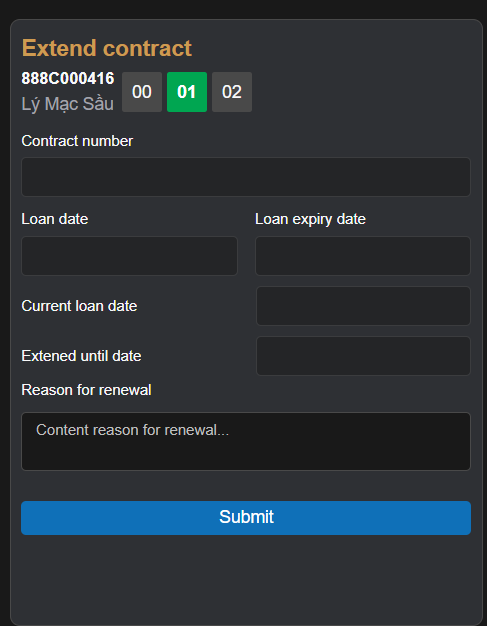 Extend contract
888C000416
Lý Mạc Sầu
00 01 02
Contract number
Loan date Loan expiry date
Current loan date
Extened until date
Reason for renewal
Content reason for renewal...
Submit